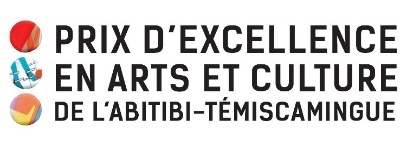 PRIX D'EXCELLENCE
EN ARTS ET CULTURE
DE L'ABITIBI-TÉMISCAMINGUE